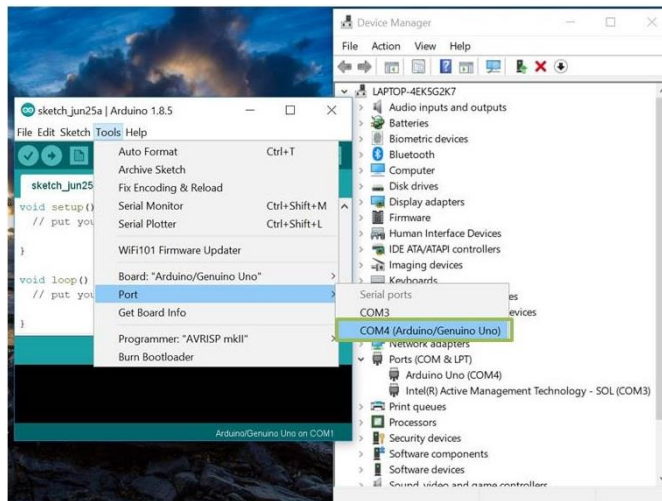 sketch_jun25a | Arduino 1.8.5
File Edit Sketch Tools Help
sketch_jun25
void setup()
// put you
}
void loop()
// put you
}
Auto Format Ctrl+T
Archive Sketch
Fix Encoding & Reload
Serial Monitor Ctrl+Shift+M
Serial Plotter Ctrl+Shift+L
WiFi101 Firmware Updater
Board: "Arduino/Genuino Uno"
Port
Get Board Info
Programmer: "AVRISP mkII"
Burn Bootloader
Serial ports
COM3
COM4 (Arduino/Genuino Uno)
Arduino/Genuino Uno on COM1
Device Manager
File Action View Help
LAPTOP-4EK5G2K7
Audio inputs and outputs
Batteries
Biometric devices
Bluetooth
Computer
Disk drives
Display adapters
Firmware
Human Interface Devices
IDE ATA/ATAPI controllers
Imaging devices
Keyboards
es
evices
Network adapters
Ports (COM & LPT)
Arduino Uno (COM4)
Intel(R) Active Management Technology - SOL (COM3)
Print queues
Processors
Security devices
Software components
Software devices
Sound, video and game controllers